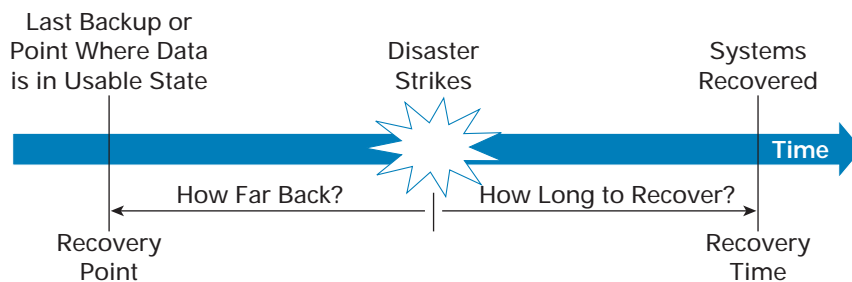 Last Backup or
Point Where Data
is in Usable State
Disaster
Strikes
Systems
Recovered
Time
How Far Back?
How Long to Recover?
Recovery
Point
Recovery
Time